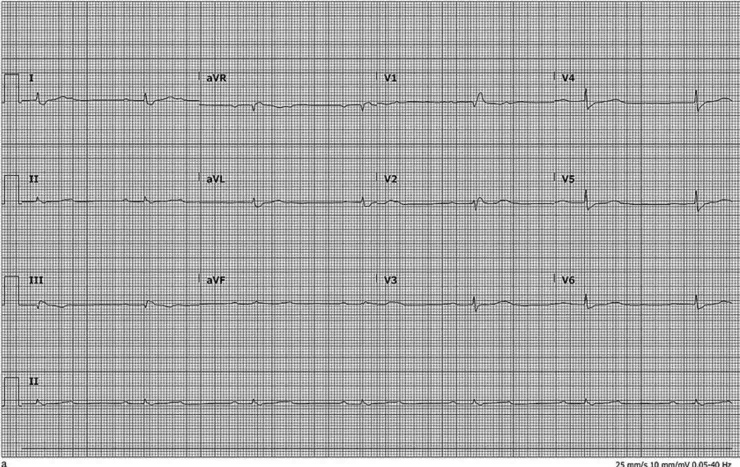 I aVR V1 V4
II aVL V2 V5
III aVF V3 V6
II
a 25 mm/s 10 mm/mV 0.05-40 Hz